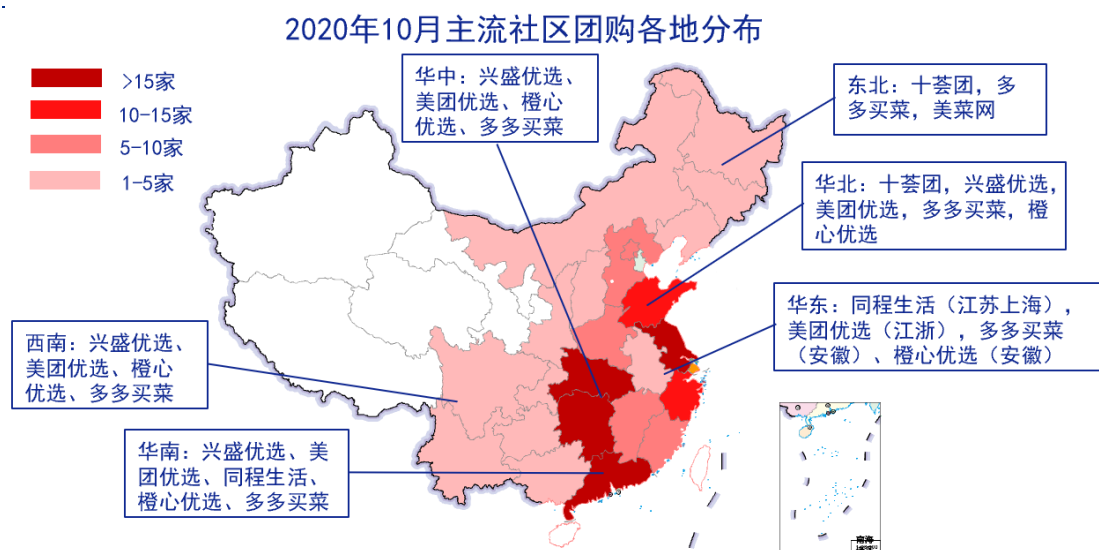 2020年10月主流社区团购各地分布
>15家
10-15家
5-10家
1-5家
华中：兴盛优选、
美团优选、橙心
优选、多多买菜
东北：十荟团，多
多买菜，美菜网
华北：十荟团，兴盛优选，
美团优选，多多买菜，橙
心优选
华东：同程生活（江苏上海），
美团优选（江浙），多多买菜
（安徽）、橙心优选（安徽）
西南：兴盛优选、
美团优选、橙心
优选、多多买菜
华南：兴盛优选、美
团优选、同程生活、
橙心优选、多多买菜
南海